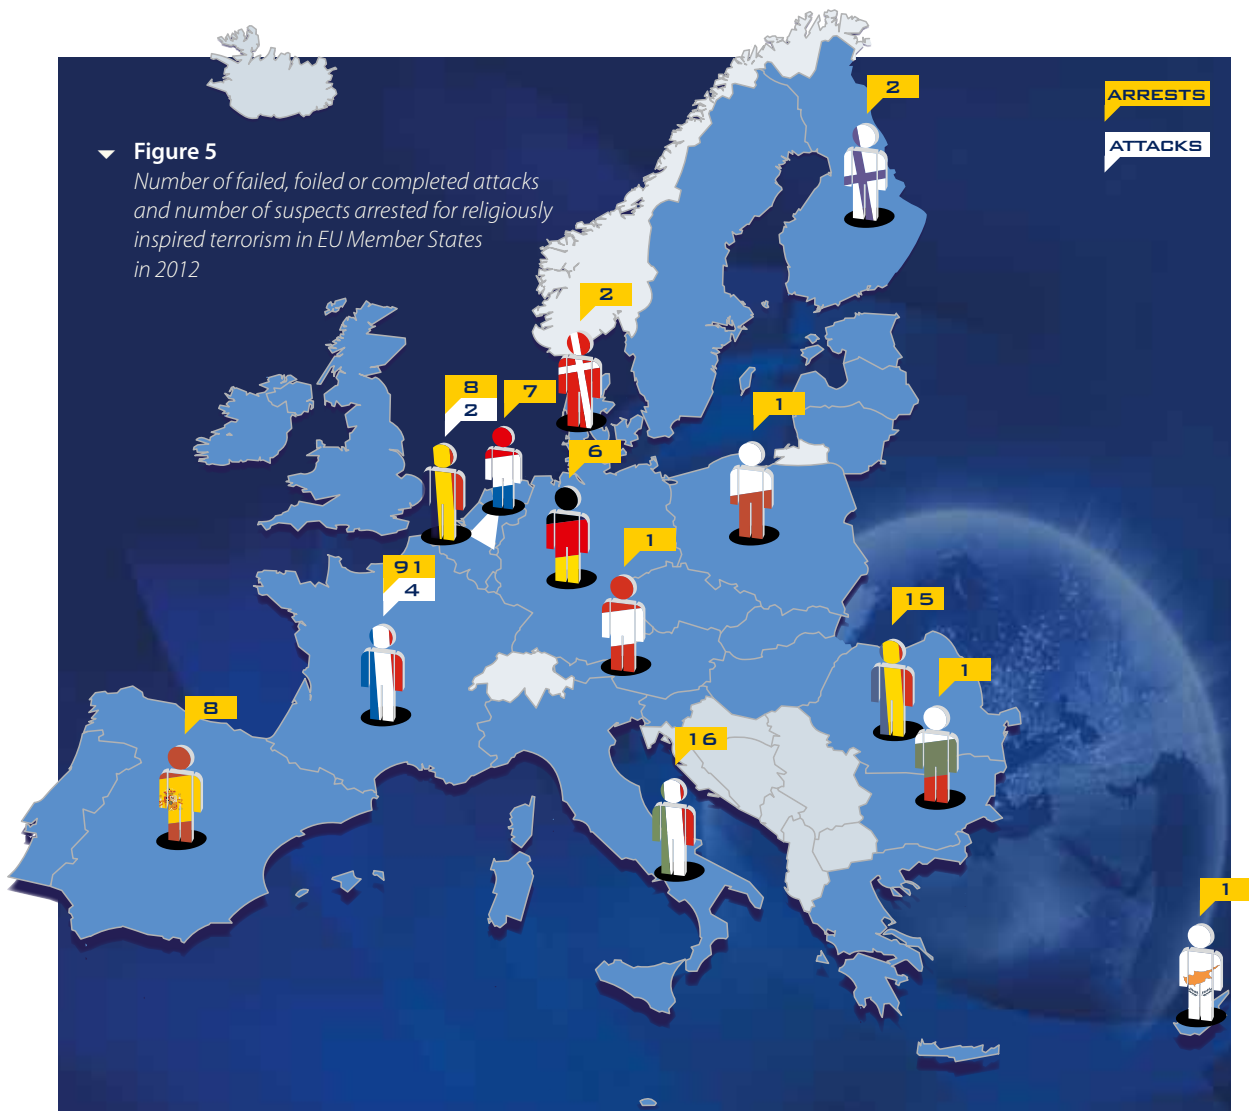 Figure 5
Number of failed, foiled or completed attacks
and number of suspects arrested for religiously
inspired terrorism in EU Member States
in 2012
ARRESTS
ATTACKS
2
2
8
2
7
1
6
1
91
4
15
1
8
16
1